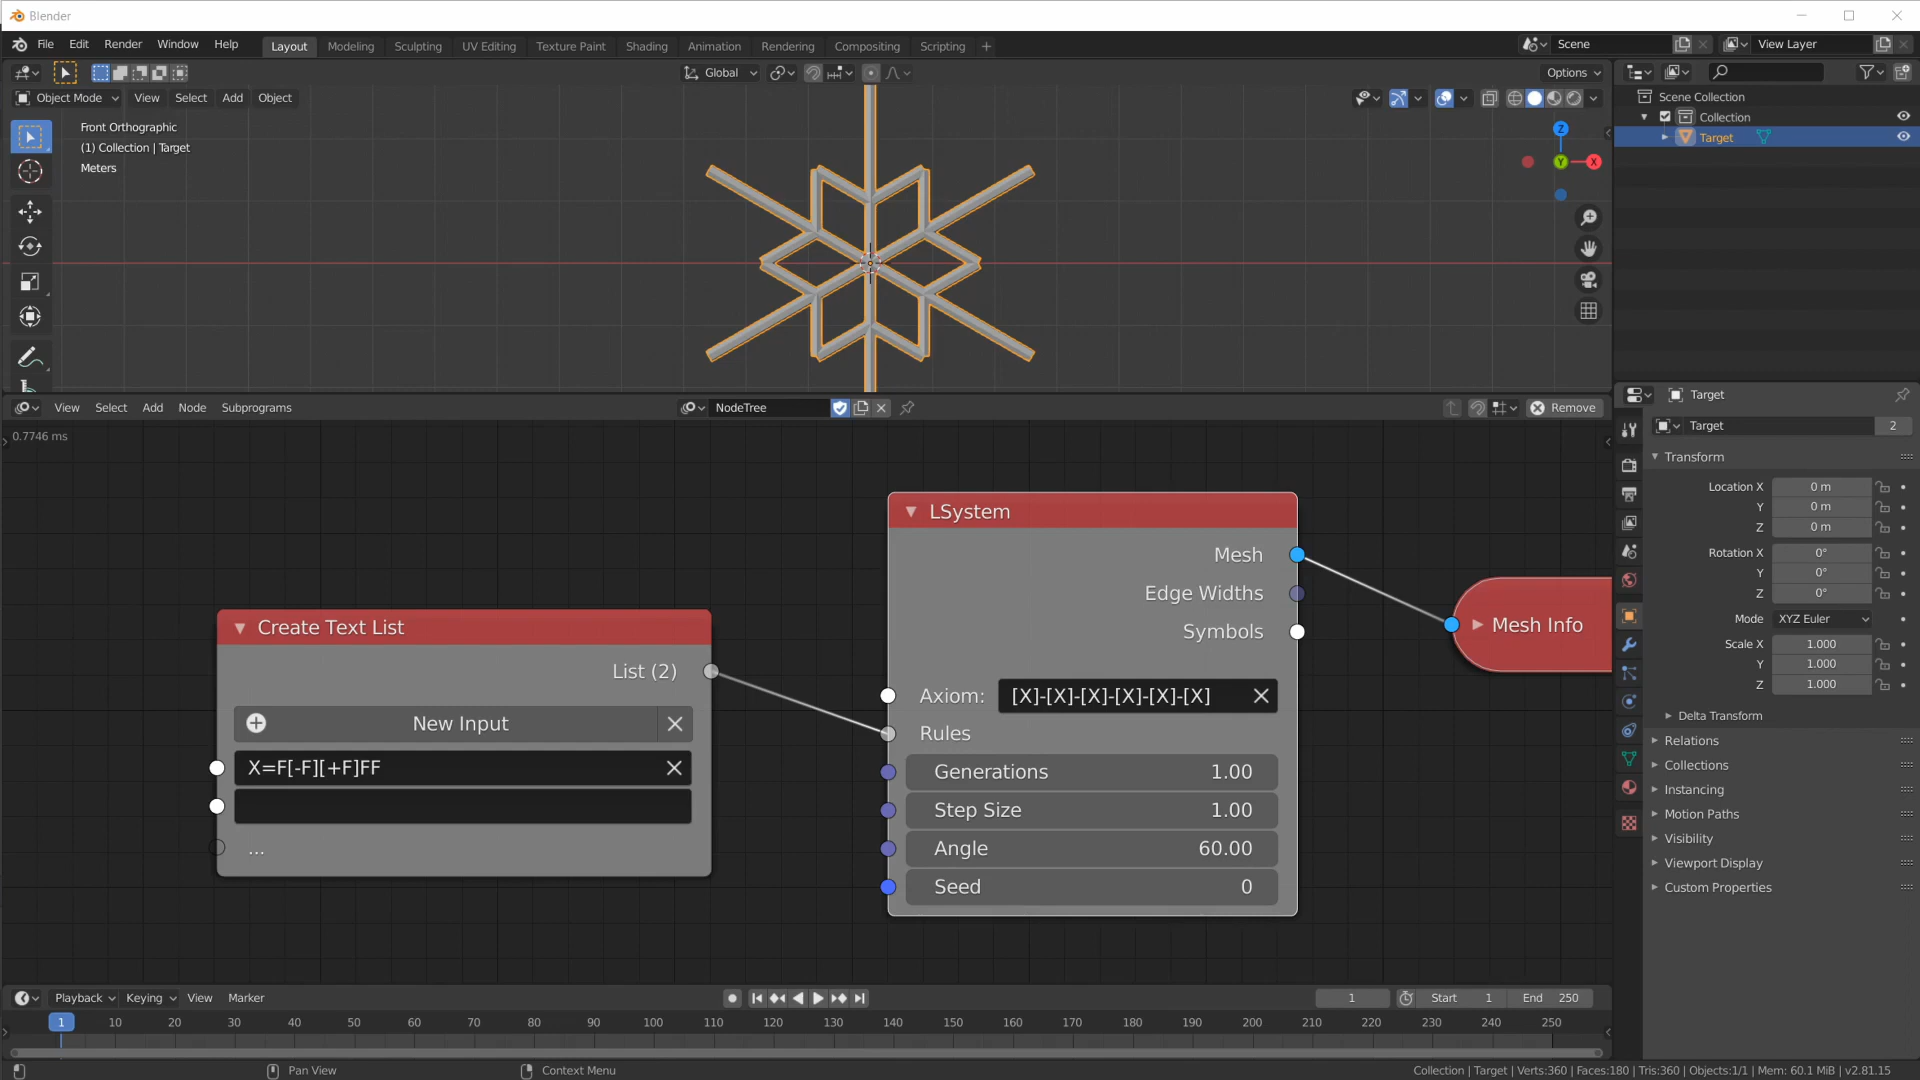 Blender
File Edit Render Window Help Layout Modeling Sculpting UV Editing Texture Paint Shading Animation Rendering Compositing Scripting Scene View Layer
Global Options
Object Mode View Select Add Object
Scene Collection
Collection
Target
Front Orthographic
(1) Collection | Target
Meters
Z
Y
X
View Select Add Node Subprograms NodeTree Remove
0.7746 ms
LSystem
Mesh
Edge Widths
Symbols
Axiom: [X]-[X]-[X]-[X]-[X]-[X]
Rules
Generations 1.00
Step Size 1.00
Angle 60.00
Seed 0
Create Text List
List (2)
New Input
X=F[-F][+F]FF
...
Mesh Info
Target
Target 2
Transform
Location X 0 m
Y 0 m
Z 0 m
Rotation X 0°
Y 0°
Z 0°
Mode XYZ Euler
Scale X 1.000
Y 1.000
Z 1.000
Delta Transform
Relations
Collections
Instancing
Motion Paths
Visibility
Viewport Display
Custom Properties
Playback Keying View Marker 1 Start 1 End 250
1 10 20 30 40 50 60 70 80 90 100 110 120 130 140 150 160 170 180 190 200 210 220 230 240 250
Pan View Context Menu Collection | Target | Verts:360 | Faces:180 | Tris:360 | Objects:1/1 | Mem: 60.1 MiB | v2.81.15